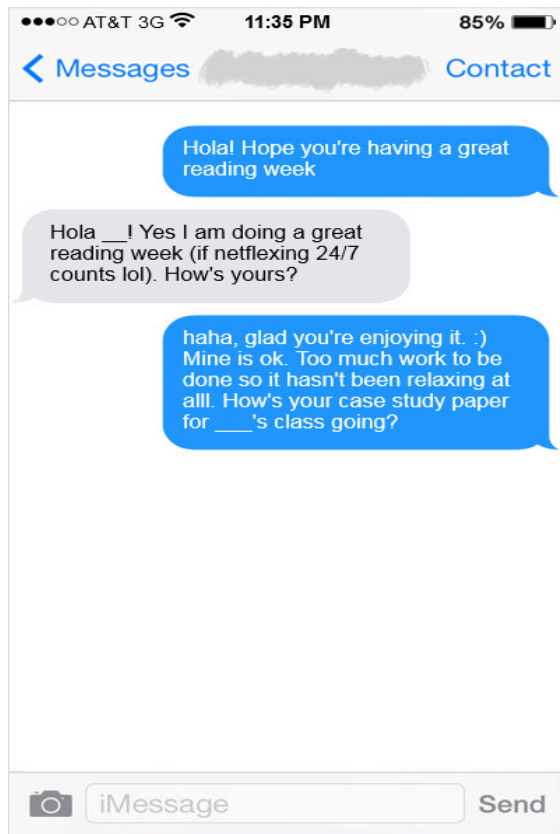 AT&T 3G 11:35 PM 85%
Messages Contact
Hola! Hope you're having a great
reading week
Hola __! Yes I am doing a great
reading week (if netflexing 24/7
counts lol). How's yours?
haha, glad you're enjoying it. :)
Mine is ok. Too much work to be
done so it hasn't been relaxing at
alll. How's your case study paper
for ___'s class going?
iMessage Send